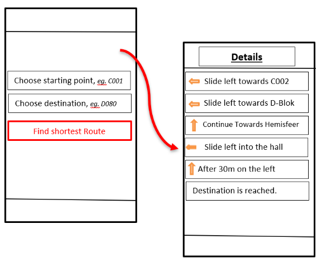 Choose starting point, eg. C001
Choose destination, eg. D080
Find shortest Route
Details
Slide left towards C002
Slide left towards D-Blok
Continue Towards Hemisfeer
Slide left into the hall
After 30m on the left
Destination is reached.